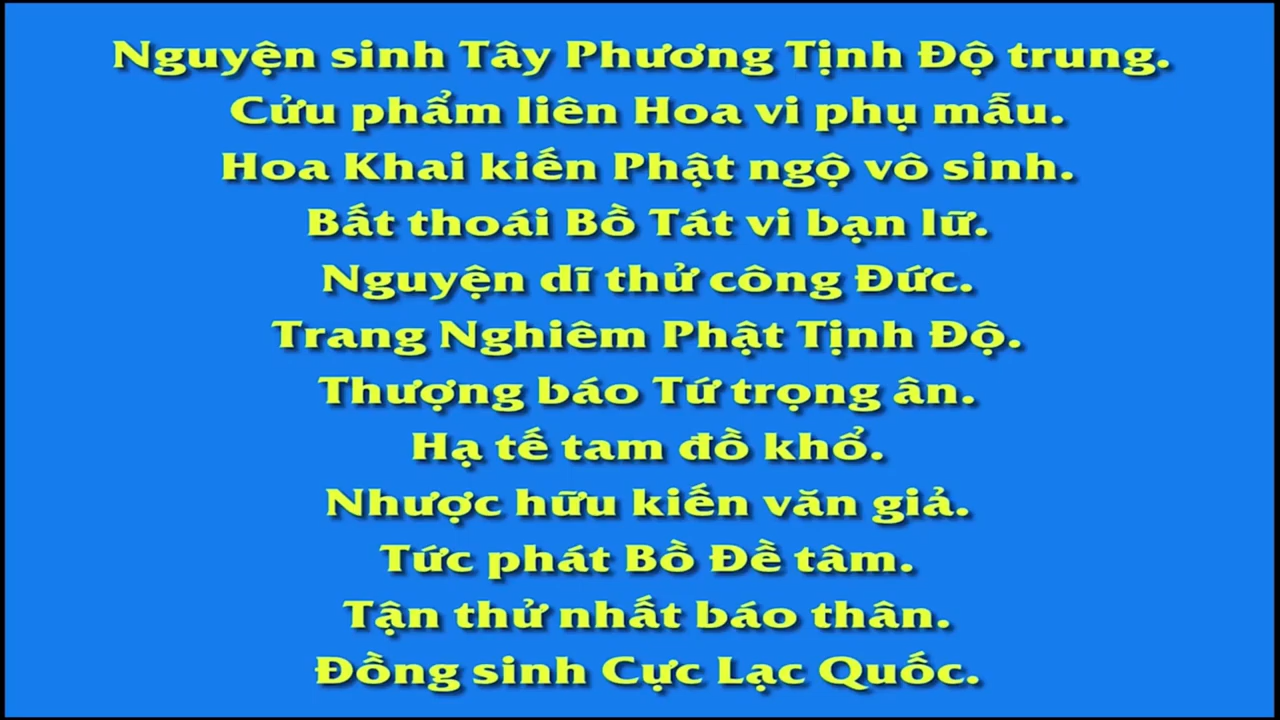 Nguyện sinh Tây Phương Tịnh Độ trung.
Cửu phẩm liên Hoa vi phụ mẫu.
Hoa Khai kiến Phật ngộ vô sinh.
Bất thoái Bồ Tát vi bạn lữ.
Nguyện dĩ thử công Đức.
Trang Nghiêm Phật Tịnh Độ.
Thượng báo Tứ trọng ân.
Hạ tế tam đồ khổ.
Nhược hữu kiến văn giả.
Tức phát Bồ Đề tâm.
Tận thử nhất báo thân.
Đồng sinh Cực Lạc Quốc.